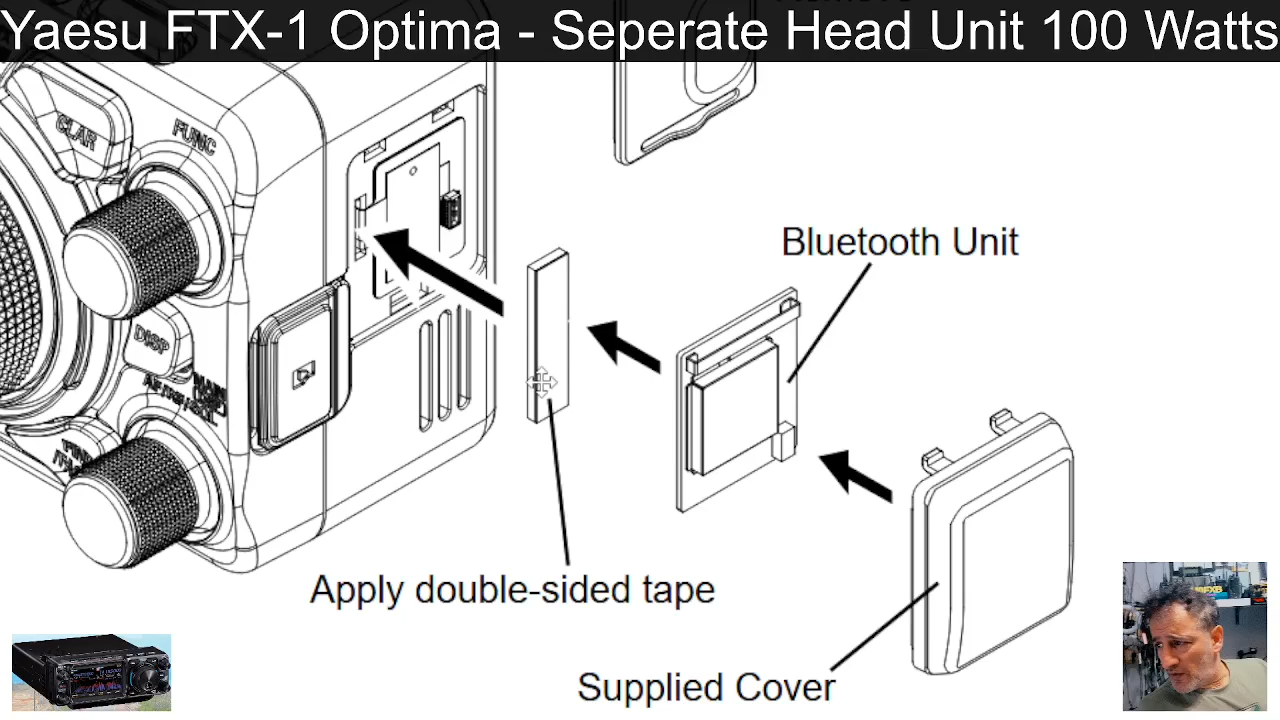 Yaesu FTX-1 Optima - Seperate Head Unit 100 Watts
CLAR
FUNC
Bluetooth Unit
DISP
Apply double-sided tape
Supplied Cover